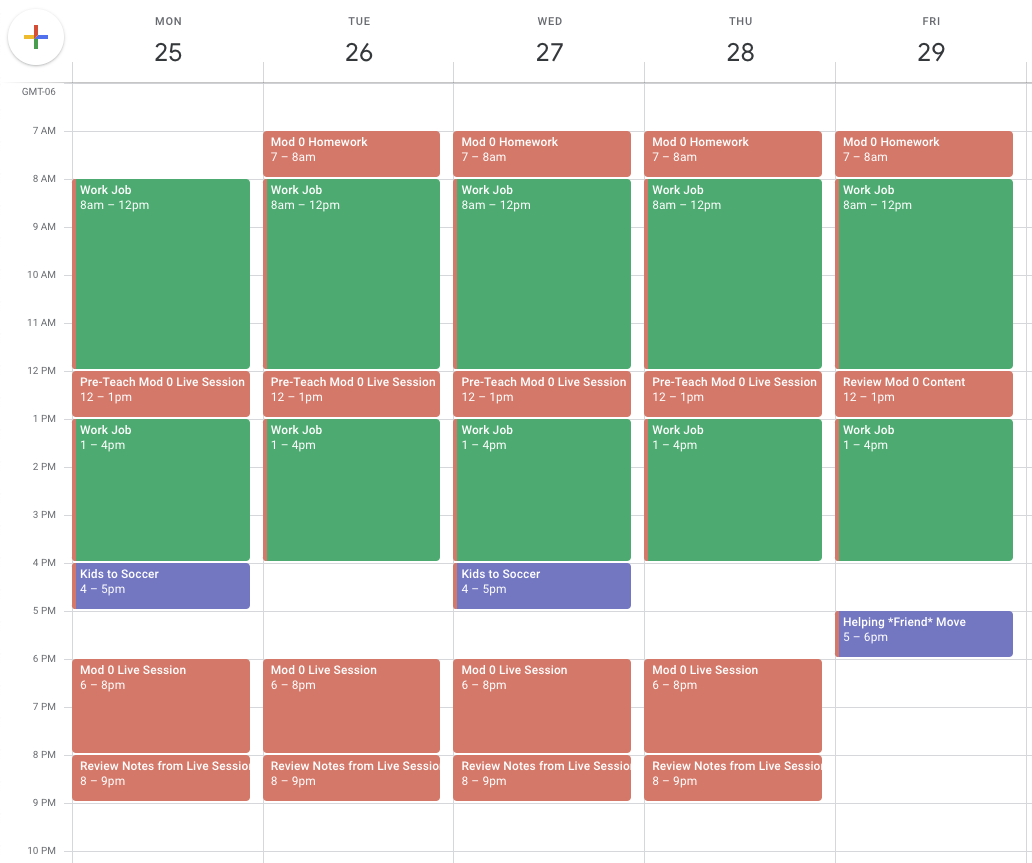 MON
TUE
WED
THU
FRI
25
26
27
28
29
GMT-06
7 AM
Mod 0 Homework
7 – 8am
Mod 0 Homework
7 – 8am
Mod 0 Homework
7 – 8am
Mod 0 Homework
7 – 8am
8 AM
Work Job
8am – 12pm
Work Job
8am – 12pm
Work Job
8am – 12pm
Work Job
8am – 12pm
Work Job
8am – 12pm
9 AM
10 AM
11 AM
12 PM
Pre-Teach Mod 0 Live Session
12 – 1pm
Pre-Teach Mod 0 Live Session
12 – 1pm
Pre-Teach Mod 0 Live Session
12 – 1pm
Pre-Teach Mod 0 Live Session
12 – 1pm
Review Mod 0 Content
12 – 1pm
1 PM
Work Job
1 – 4pm
Work Job
1 – 4pm
Work Job
1 – 4pm
Work Job
1 – 4pm
Work Job
1 – 4pm
2 PM
3 PM
4 PM
Kids to Soccer
4 – 5pm
Kids to Soccer
4 – 5pm
5 PM
Helping *Friend* Move
5 – 6pm
6 PM
Mod 0 Live Session
6 – 8pm
Mod 0 Live Session
6 – 8pm
Mod 0 Live Session
6 – 8pm
Mod 0 Live Session
6 – 8pm
7 PM
8 PM
Review Notes from Live Session
8 – 9pm
Review Notes from Live Sessio
8 – 9pm
Review Notes from Live Session
8 – 9pm
Review Notes from Live Session
8 – 9pm
9 PM
10 PM